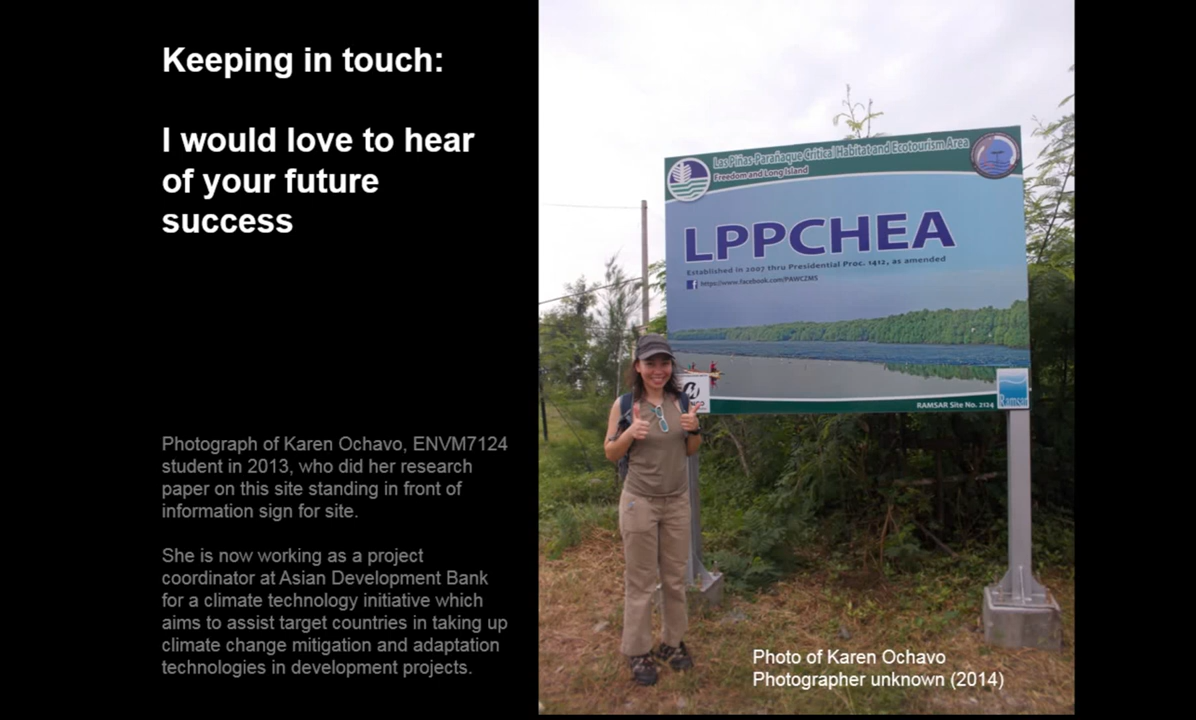 Keeping in touch:
I would love to hear
of your future
success
Photograph of Karen Ochavo, ENVM7124
student in 2013, who did her research
paper on this site standing in front of
information sign for site.
She is now working as a project
coordinator at Asian Development Bank
for a climate technology initiative which
aims to assist target countries in taking up
climate change mitigation and adaptation
technologies in development projects.
Las Piñas-Parañaque Critical Habitat and Ecotourism Area
Freedom and Long Island
LPPCHEA
Established in 2007 thru Presidential Proc. 1412, as amended
https://www.facebook.com/PAWCZMS
Ramsar
RAMSAR Site No. 2124
Photo of Karen Ochavo
Photographer unknown (2014)